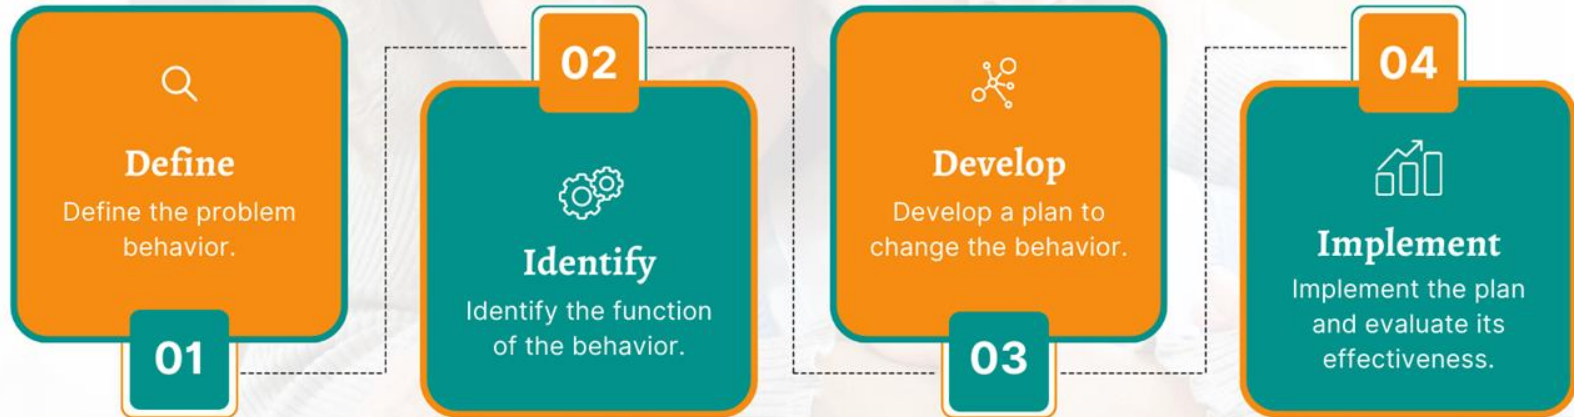 Define
Define the problem
behavior.
01
02
Identify
Identify the function
of the behavior.
Develop
Develop a plan to
change the behavior.
03
04
Implement
Implement the plan
and evaluate its
effectiveness.